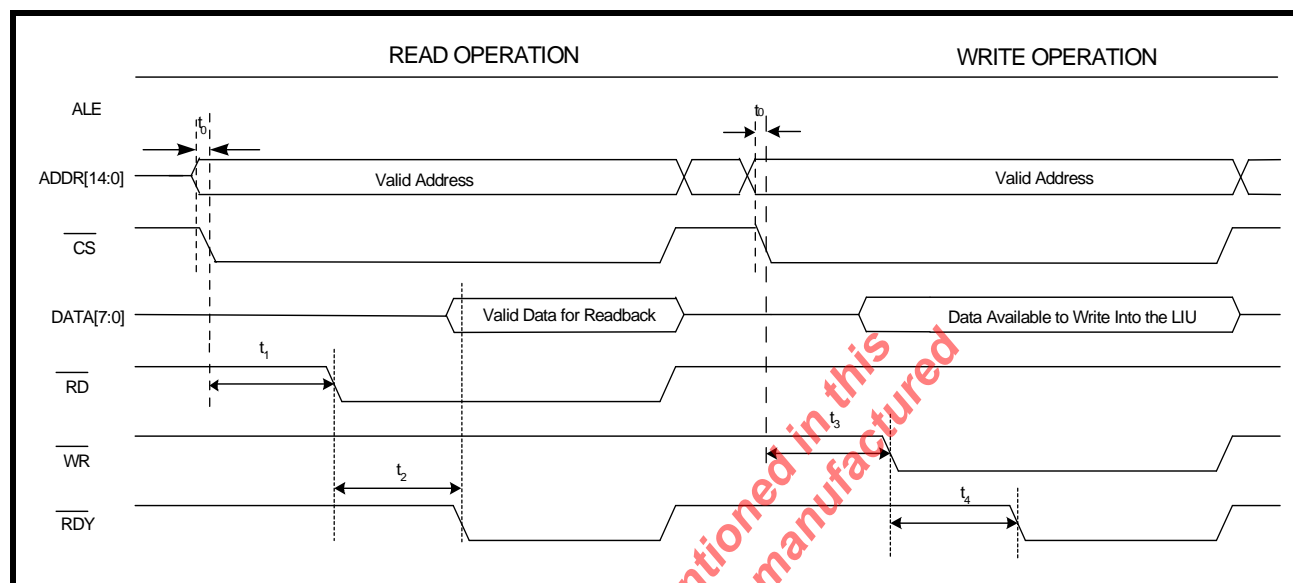 READ OPERATION WRITE OPERATION
ALE
t0 t0
ADDR[14:0] Valid Address Valid Address
CS
DATA[7:0] Valid Data for Readback Data Available to Write Into the LIU
t1
RD
t3
WR
t2 t4
RDY
mentioned in this
manufactured